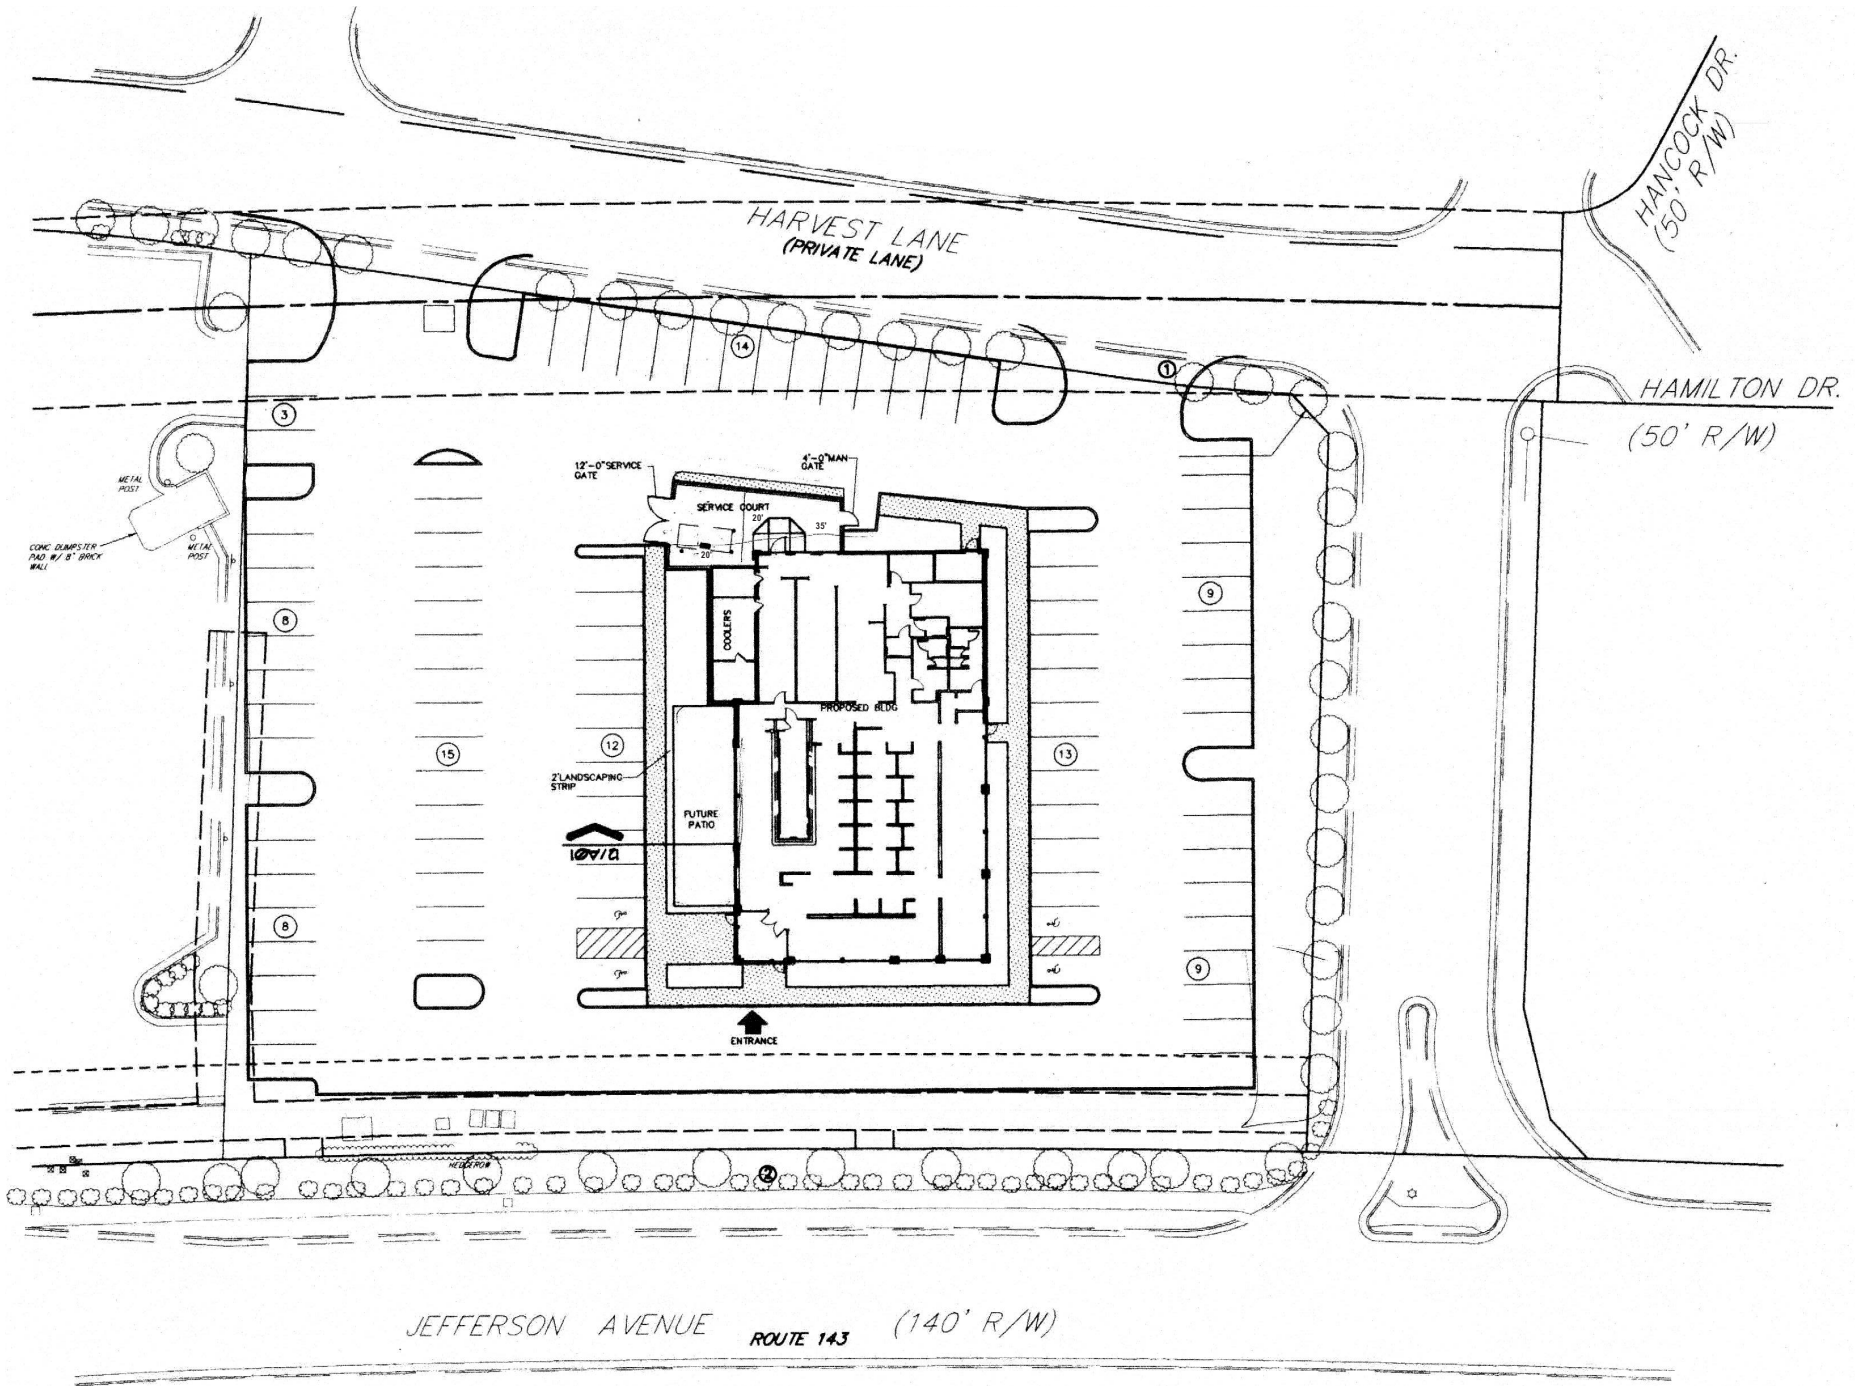 HANCOCK DR.
(50' R/W)
HARVEST LANE
(PRIVATE LANE)
14
1
HAMILTON DR.
(50' R/W)
3
12'-0" SERVICE
GATE
4'-0" MAN
GATE
METAL
POST
SERVICE COURT
20'
35'
20'
CONC DUMPSTER
PAD W/ 8" BRICK
WALL
METAL
POST
9
8
COOLERS
PROPOSED BLDG
15
12
13
2' LANDSCAPING
STRIP
FUTURE
PATIO
12/A01
8
9
ENTRANCE
HEDGEROW
2
JEFFERSON AVENUE (140' R/W)
ROUTE 143